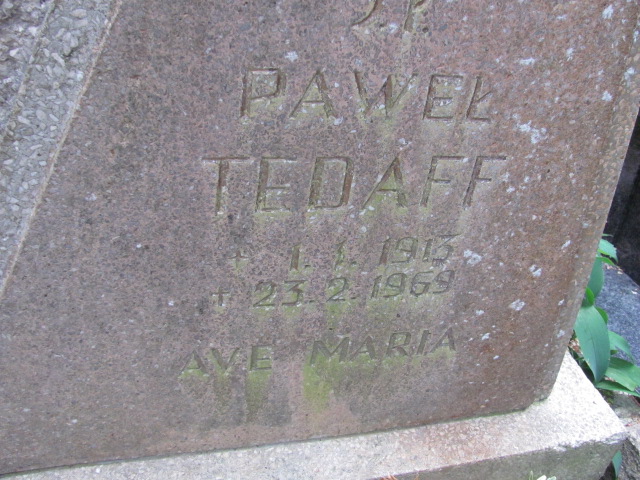 PAWEŁ
TEDAFF
+ 1.1.1913
+ 23.2.1969
AVE MARIA